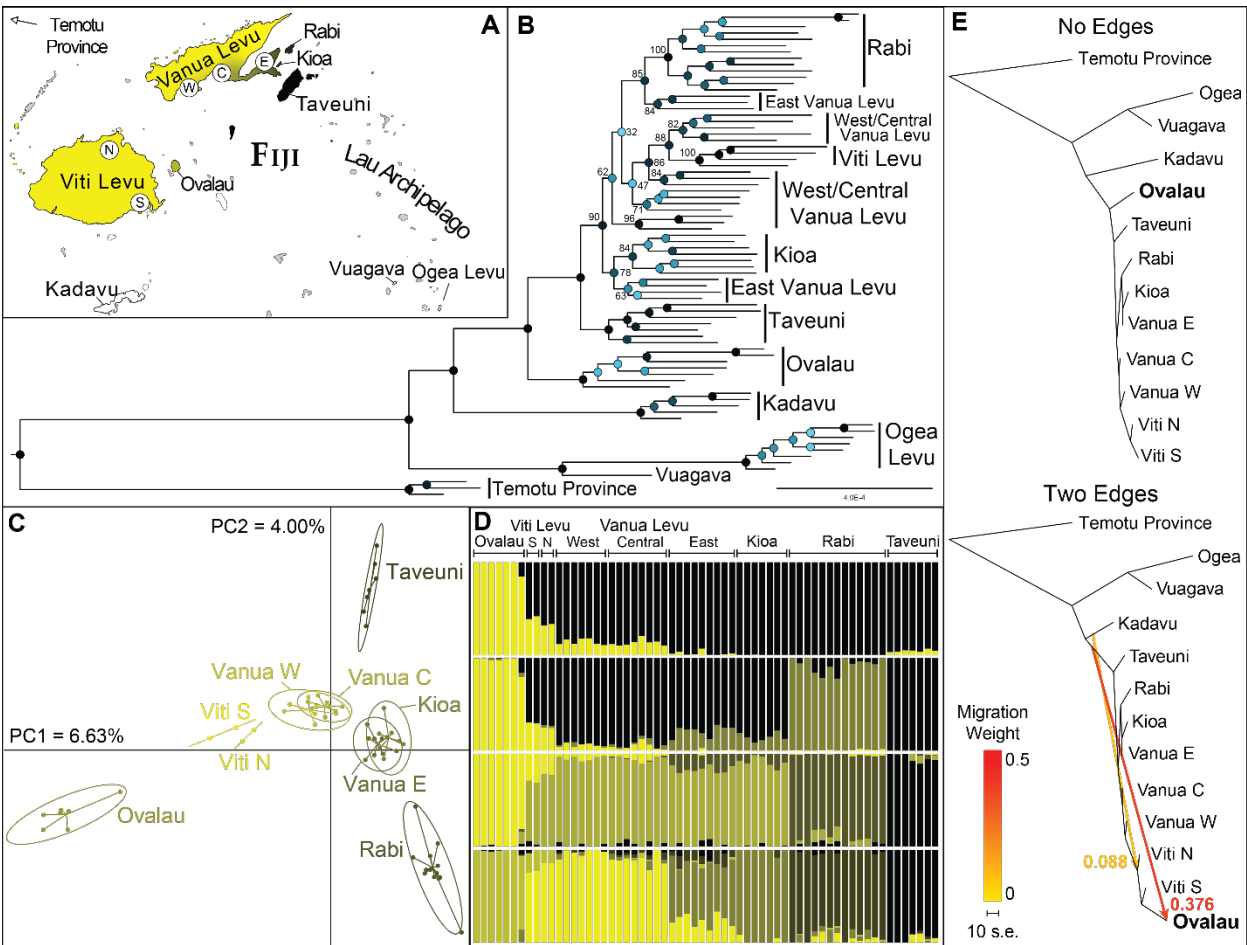 A
Temotu
Province
Rabi
Kioa
Vanua Levu
E
C
W
Taveuni
FIJI
N
Viti Levu
Ovalau
S
Lau Archipelago
Vuagava
Ogea Levu
Kadavu
B
100
Rabi
85
84
East Vanua Levu
32
82
West/Central
Vanua Levu
88
100
Viti Levu
86
84
62
47
West/Central
Vanua Levu
71
96
90
84
Kioa
78
63
East Vanua Levu
Taveuni
Ovalau
Kadavu
Ogea
Levu
Vuagava
Temotu Province
4.0E-4
C
PC2 = 4.00%
Taveuni
Vanua W
Vanua C
Kioa
Viti S
PC1 = 6.63%
Viti N
Vanua E
Ovalau
Rabi
D
Viti Levu
Vanua Levu
Ovalau
S
N
West
Central
East
Kioa
Rabi
Taveuni
E
No Edges
Temotu Province
Ogea
Vuagava
Kadavu
Ovalau
Taveuni
Rabi
Kioa
Vanua E
Vanua C
Vanua W
Viti N
Viti S
Two Edges
Temotu Province
Ogea
Vuagava
Kadavu
Taveuni
Rabi
Kioa
Vanua E
Vanua C
Vanua W
Viti N
0.088
Viti S
0.376
Ovalau
Migration
Weight
0.5
0
10 s.e.